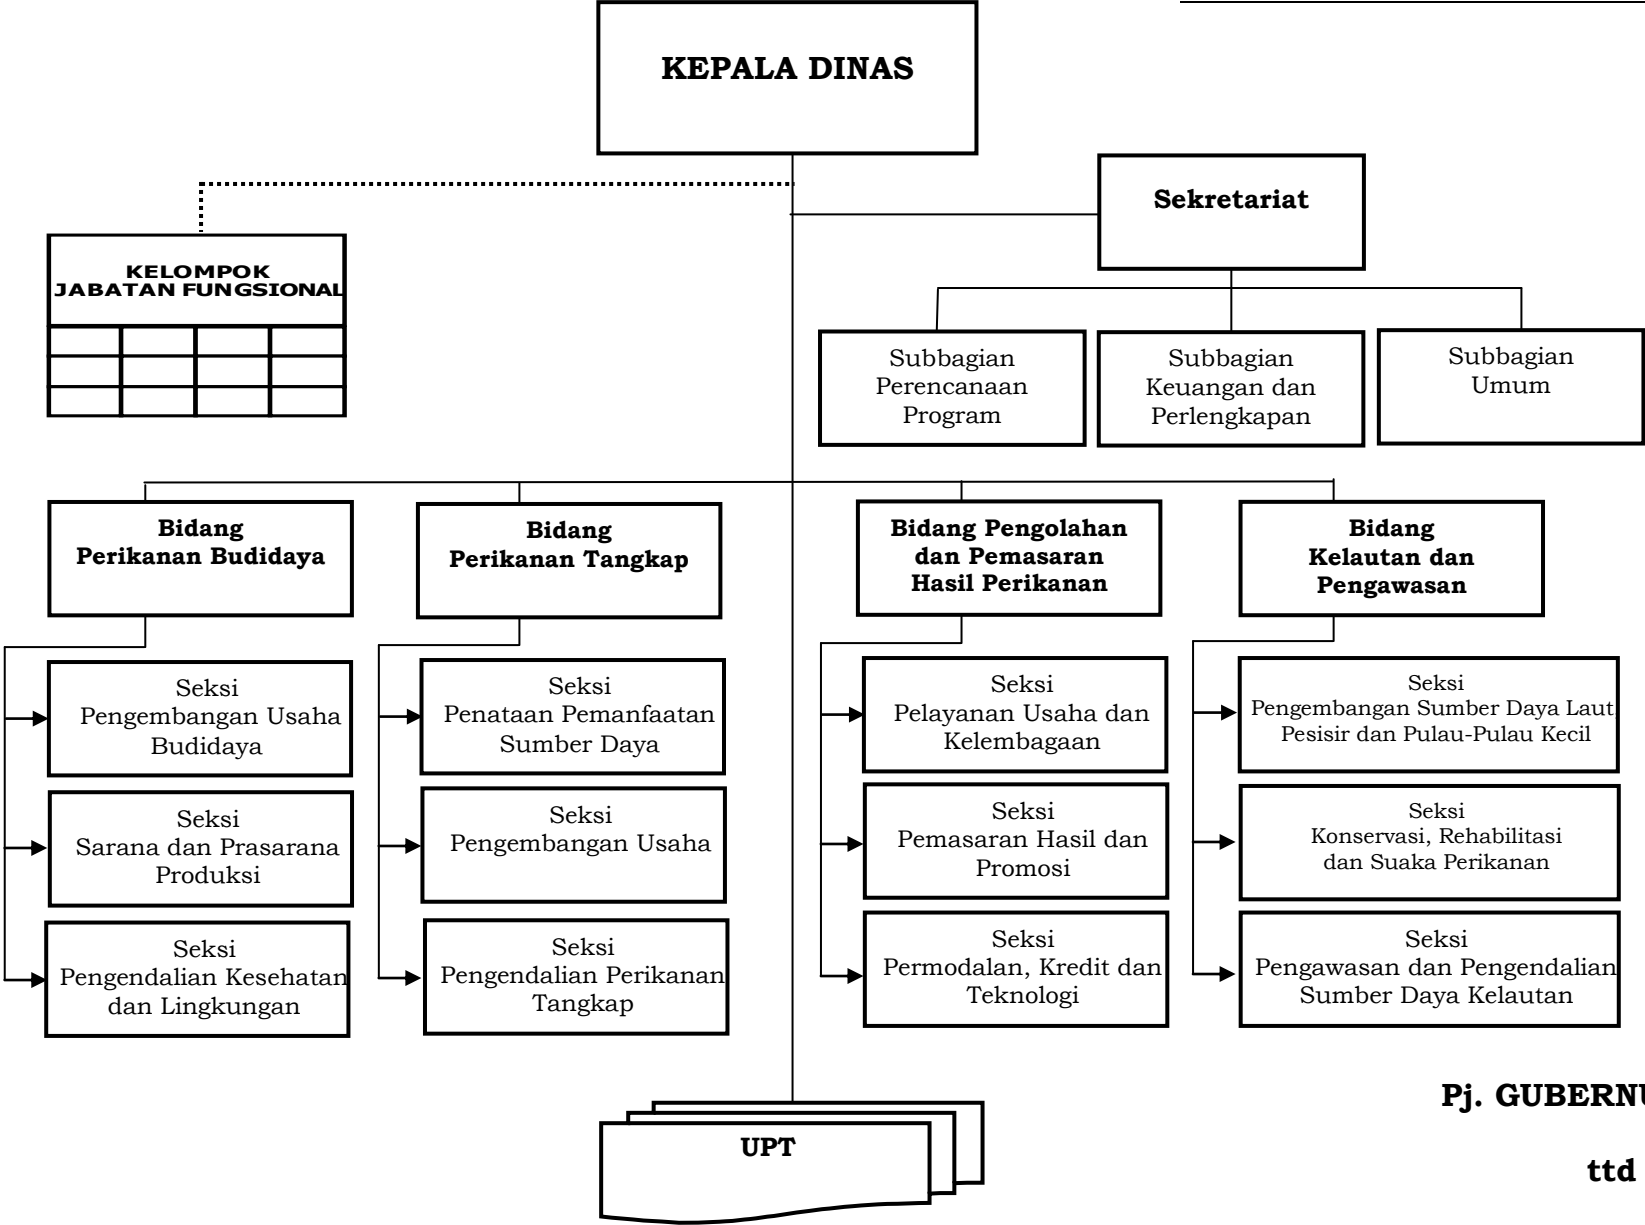 KEPALA DINAS
Sekretariat
KELOMPOK
JABATAN FUNGSIONAL
Subbagian
Perencanaan
Program
Subbagian
Keuangan dan
Perlengkapan
Subbagian
Umum
Bidang
Perikanan Budidaya
Bidang
Perikanan Tangkap
Bidang Pengolahan
dan Pemasaran
Hasil Perikanan
Bidang
Kelautan dan
Pengawasan
Seksi
Pengembangan Usaha
Budidaya
Seksi
Penataan Pemanfaatan
Sumber Daya
Seksi
Pelayanan Usaha dan
Kelembagaan
Seksi
Pengembangan Sumber Daya Laut,
Pesisir dan Pulau-Pulau Kecil
Seksi
Sarana dan Prasarana
Produksi
Seksi
Pengembangan Usaha
Seksi
Pemasaran Hasil dan
Promosi
Seksi
Konservasi, Rehabilitasi
dan Suaka Perikanan
Seksi
Pengendalian Kesehatan
dan Lingkungan
Seksi
Pengendalian Perikanan
Tangkap
Seksi
Permodalan, Kredit dan
Teknologi
Seksi
Pengawasan dan Pengendalian
Sumber Daya Kelautan
Pj. GUBERNU
UPT
ttd